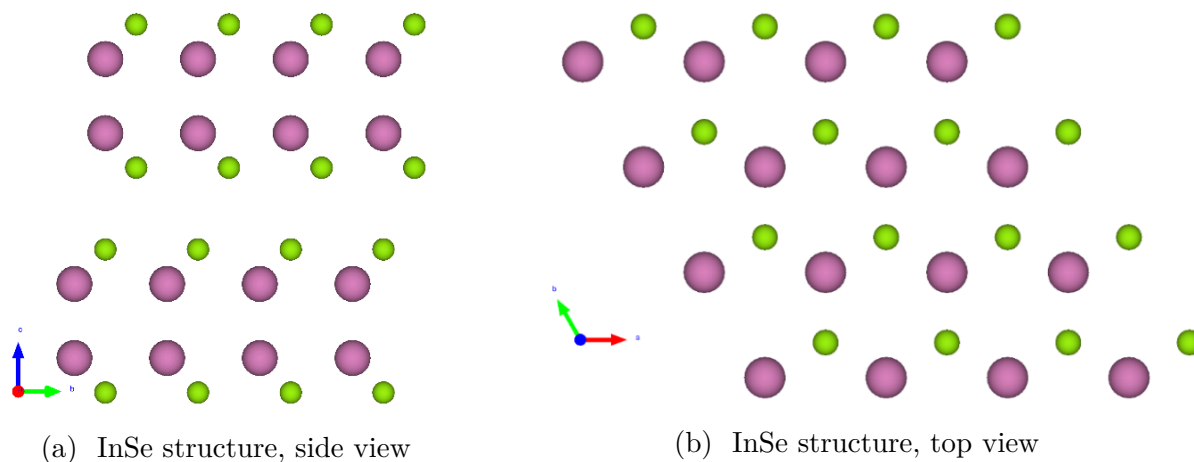 c
b
(a) InSe structure, side view
b
a
(b) InSe structure, top view